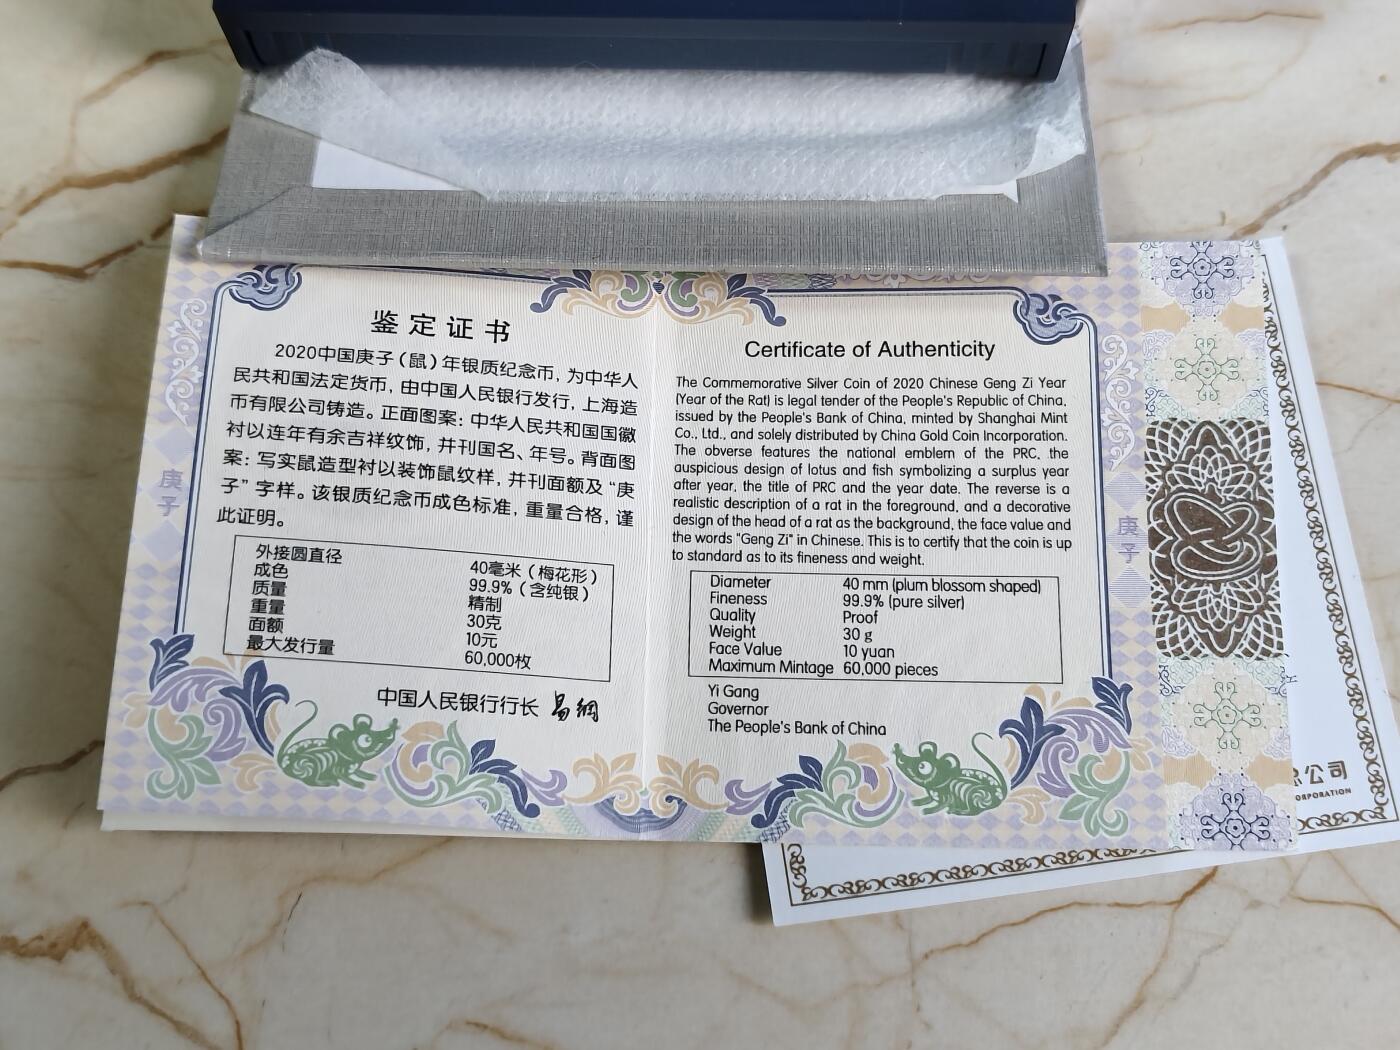 鉴定证书
2020中国庚子（鼠）年银质纪念币，为中华人
民共和国法定货币，由中国人民银行发行，上海造
币有限公司铸造。正面图案：中华人民共和国国徽
衬以连年有余吉祥纹饰，并刊国名、年号。背面图
案：写实鼠造型衬以装饰鼠纹样，并刊面额及“庚
子”字样。该银质纪念币成色标准，重量合格，谨
此证明。
外接圆直径 40毫米（梅花形）
成色 99.9%（含纯银）
质量 精制
重量 30克
面额 10元
最大发行量 60,000枚
中国人民银行行长 易纲
庚子
Certificate of Authenticity
The Commemorative Silver Coin of 2020 Chinese Geng Zi Year
(Year of the Rat) is legal tender of the People's Republic of China,
issued by the People's Bank of China, minted by Shanghai Mint
Co., Ltd., and solely distributed by China Gold Coin Incorporation.
The obverse features the national emblem of the PRC, the
auspicious design of lotus and fish symbolizing a surplus year
after year, the title of PRC and the year date. The reverse is a
realistic description of a rat in the foreground, and a decorative
design of the head of a rat as the background, the face value and
the words "Geng Zi" in Chinese. This is to certify that the coin is up
to standard as to its fineness and weight.
Diameter 40 mm (plum blossom shaped)
Fineness 99.9% (pure silver)
Quality Proof
Weight 30 g
Face Value 10 yuan
Maximum Mintage 60,000 pieces
Yi Gang
Governor
The People's Bank of China
庚子
公司
ORPORATION